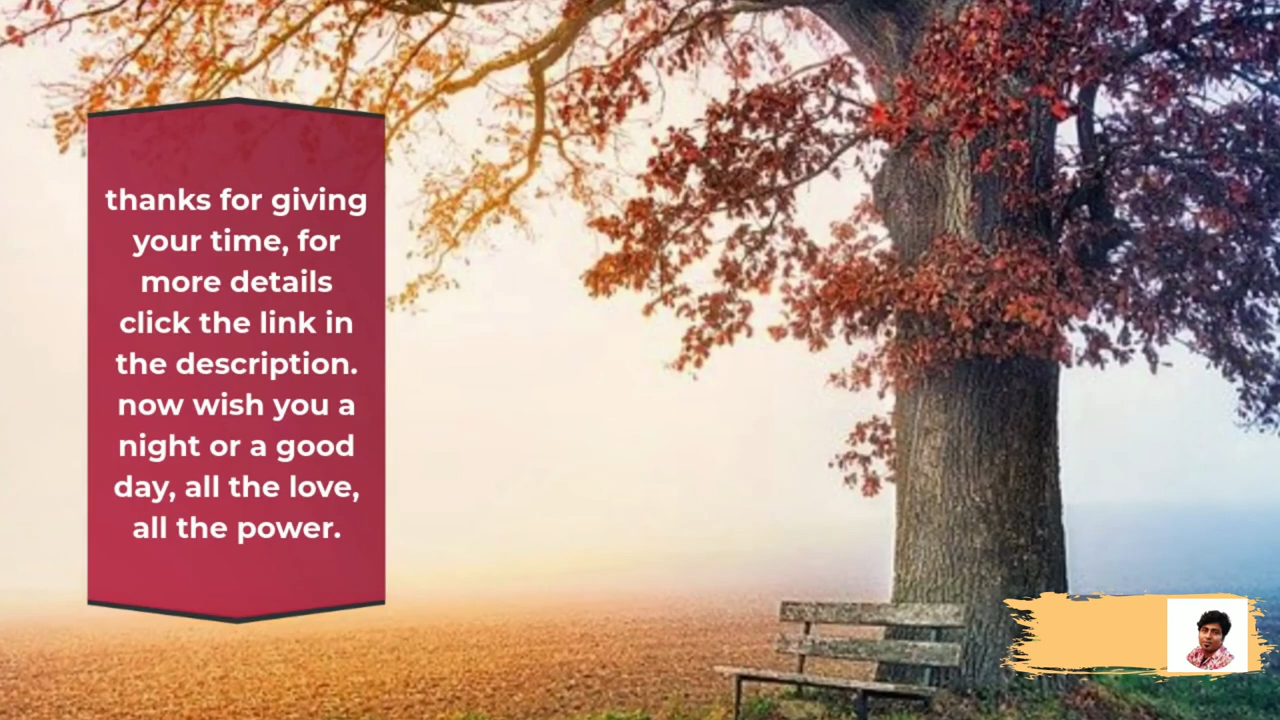 thanks for giving
your time, for
more details
click the link in
the description.
now wish you a
night or a good
day, all the love,
all the power.